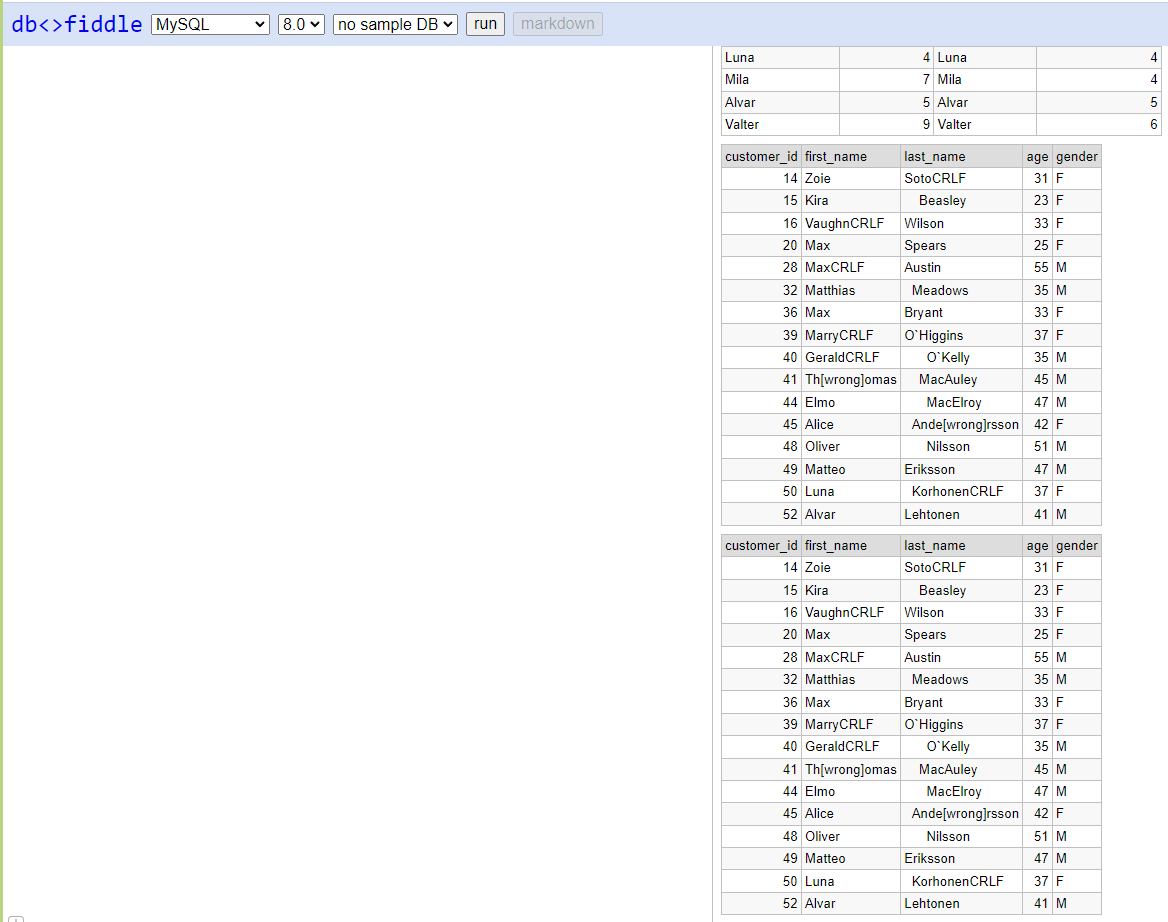 db<>fiddle MySQL 8.0 no sample DB run markdown
Luna 4 Luna 4
Mila 7 Mila 4
Alvar 5 Alvar 5
Valter 9 Valter 6
customer_id first_name last_name age gender
14 Zoie SotoCRLF 31 F
15 Kira Beasley 23 F
16 VaughnCRLF Wilson 33 F
20 Max Spears 25 F
28 MaxCRLF Austin 55 M
32 Matthias Meadows 35 M
36 Max Bryant 33 F
39 MarryCRLF O`Higgins 37 F
40 GeraldCRLF O`Kelly 35 M
41 Th[wrong]omas MacAuley 45 M
44 Elmo MacElroy 47 M
45 Alice Ande[wrong]rsson 42 F
48 Oliver Nilsson 51 M
49 Matteo Eriksson 47 M
50 Luna KorhonenCRLF 37 F
52 Alvar Lehtonen 41 M
customer_id first_name last_name age gender
14 Zoie SotoCRLF 31 F
15 Kira Beasley 23 F
16 VaughnCRLF Wilson 33 F
20 Max Spears 25 F
28 MaxCRLF Austin 55 M
32 Matthias Meadows 35 M
36 Max Bryant 33 F
39 MarryCRLF O`Higgins 37 F
40 GeraldCRLF O`Kelly 35 M
41 Th[wrong]omas MacAuley 45 M
44 Elmo MacElroy 47 M
45 Alice Ande[wrong]rsson 42 F
48 Oliver Nilsson 51 M
49 Matteo Eriksson 47 M
50 Luna KorhonenCRLF 37 F
52 Alvar Lehtonen 41 M